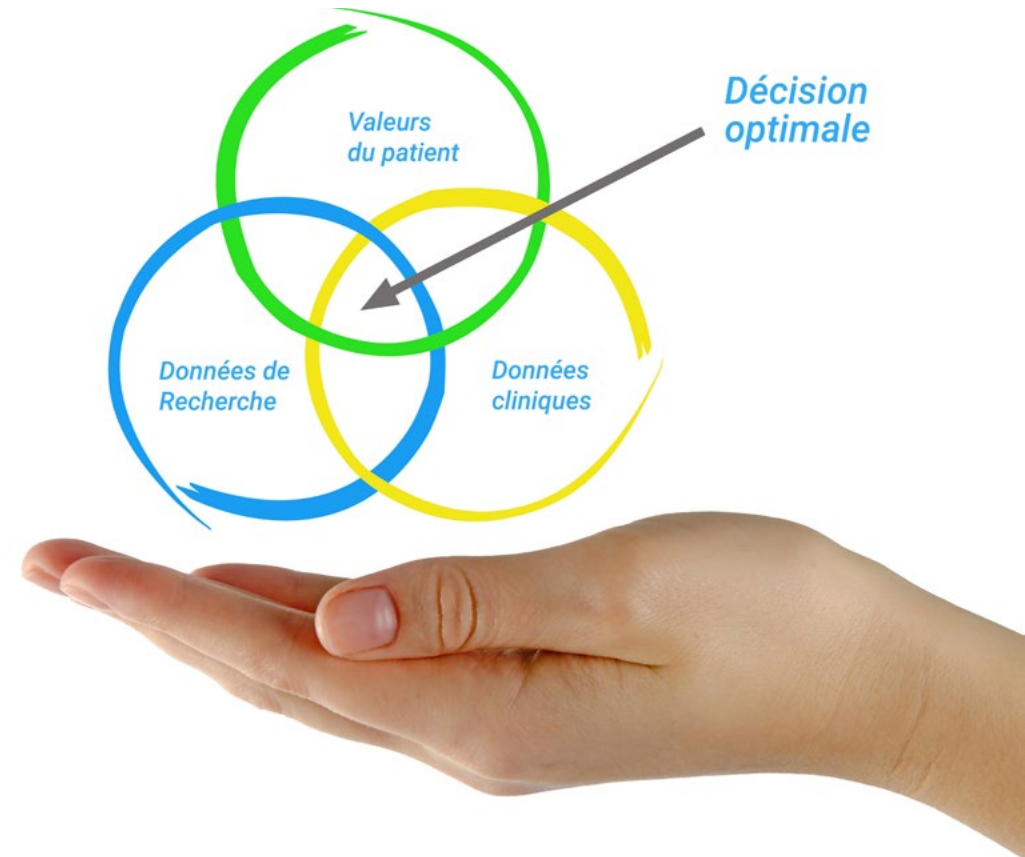 Valeurs
du patient
Décision
optimale
Données de
Recherche
Données
cliniques